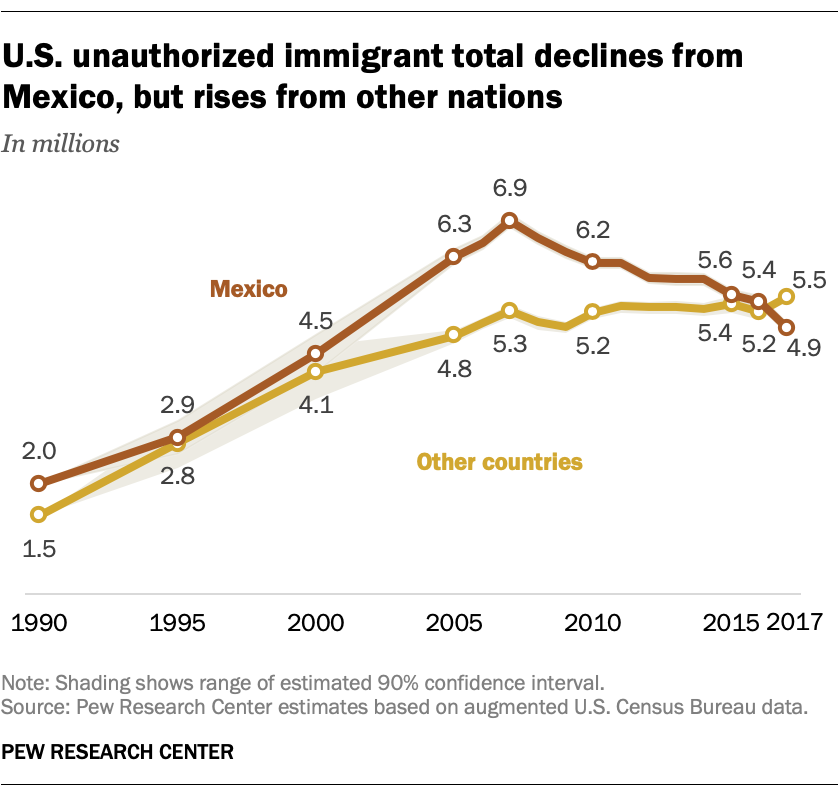 U.S. unauthorized immigrant total declines from
Mexico, but rises from other nations
In millions
6.9
6.3
6.2
5.6
5.4
5.5
Mexico
4.5
5.3
5.2
5.4
5.2
4.9
4.8
2.9
4.1
2.0
2.8
Other countries
1.5
1990 1995 2000 2005 2010 2015 2017
Note: Shading shows range of estimated 90% confidence interval.
Source: Pew Research Center estimates based on augmented U.S. Census Bureau data.
PEW RESEARCH CENTER